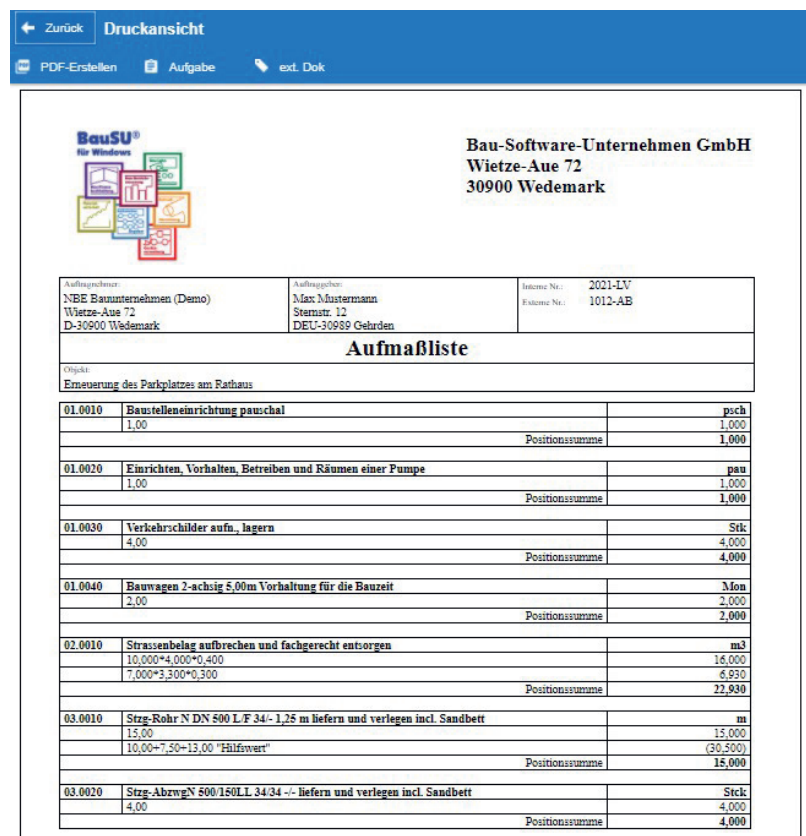 Zurück Druckansicht
PDF-Erstellen Aufgabe ext. Dok
BauSU®
für Windows
Bau-Software-Unternehmen GmbH
Wietze-Aue 72
30900 Wedemark
Auftragnehmer:
NBE Bauunternehmen (Demo)
Wietze-Aue 72
D-30900 Wedemark
Auftraggeber:
Max Mustermann
Sternstr. 12
DEU-30989 Gehrden
Interne Nr.: 2021-LV
Externe Nr.: 1012-AB
Aufmaßliste
Objekt:
Erneuerung des Parkplatzes am Rathaus
01.0010 Baustelleneinrichtung pauschal psch
1,00 1,000
Positionssumme 1,000
01.0020 Einrichten, Vorhalten, Betreiben und Räumen einer Pumpe pau
1,00 1,000
Positionssumme 1,000
01.0030 Verkehrschilder aufn., lagern Stk
4,00 4,000
Positionssumme 4,000
01.0040 Bauwagen 2-achsig 5,00m Vorhaltung für die Bauzeit Mon
2,00 2,000
Positionssumme 2,000
02.0010 Strassenbelag aufbrechen und fachgerecht entsorgen m3
10,000*4,000*0,400 16,000
7,000*3,300*0,300 6,930
Positionssumme 22,930
03.0010 Stzg-Rohr N DN 500 L/F 34/- 1,25 m liefern und verlegen incl. Sandbett m
15,00 15,000
10,00+7,50+13,00 "Hilfswert" (30,500)
Positionssumme 15,000
03.0020 Stzg-AbzwgN 500/150LL 34/34 -/- liefern und verlegen incl. Sandbett Stck
4,00 4,000
Positionssumme 4,000